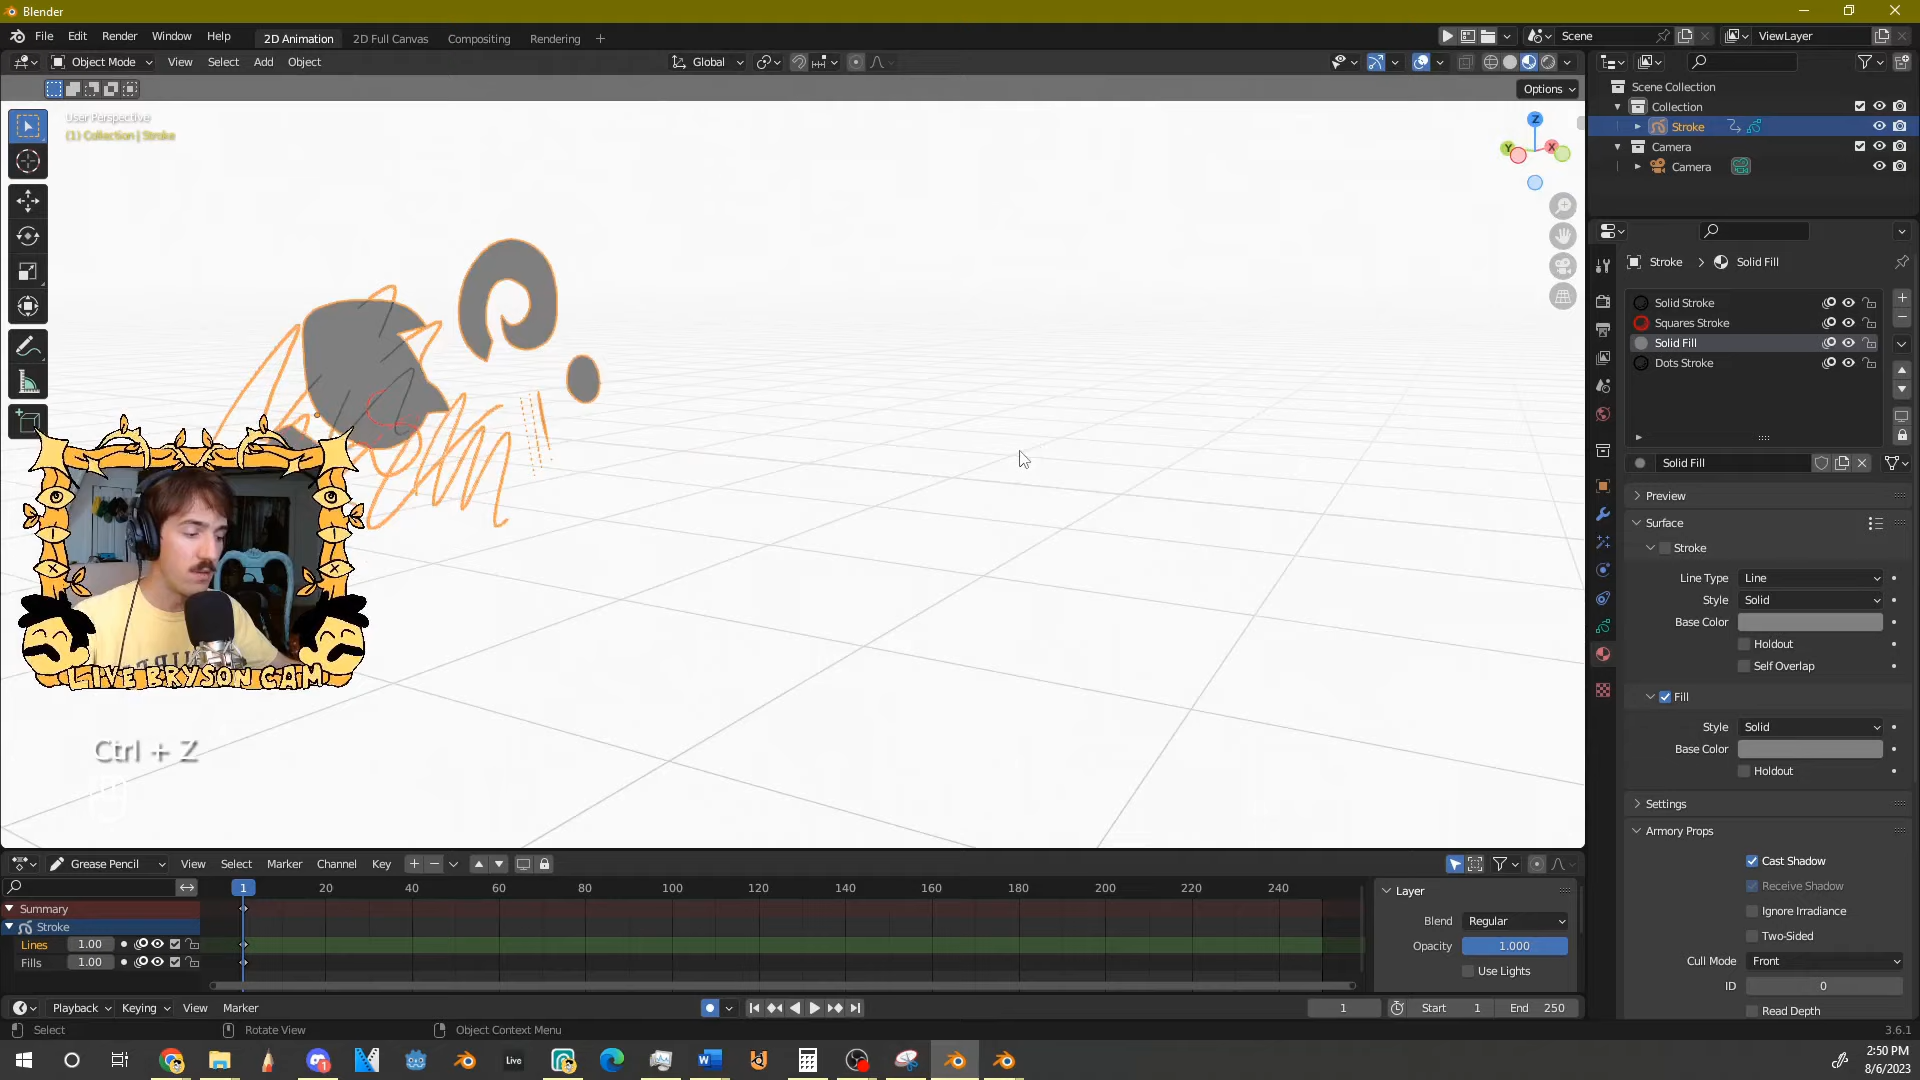 Blender
File Edit Render Window Help 2D Animation 2D Full Canvas Compositing Rendering + Scene ViewLayer
Object Mode View Select Add Object Global
Options
User Perspective
(1) Collection | Stroke
Z
Y
X
Scene Collection
Collection
Stroke
Camera
Camera
Stroke > Solid Fill
Solid Stroke
Squares Stroke
Solid Fill
Dots Stroke
Solid Fill
Preview
Surface
Stroke
Line Type Line
Style Solid
Base Color
Holdout
Self Overlap
Fill
Style Solid
Base Color
Holdout
Settings
Armory Props
Cast Shadow
Receive Shadow
Ignore Irradiance
Two-Sided
Cull Mode Front
ID 0
Read Depth
LIVE BRYSON CAM
Ctrl + Z
Grease Pencil View Select Marker Channel Key
1 20 40 60 80 100 120 140 160 180 200 220 240
Summary
Stroke
Lines 1.00
Fills 1.00
Layer
Blend Regular
Opacity 1.000
Use Lights
Playback Keying View Marker 1 Start 1 End 250
Select Rotate View Object Context Menu 3.6.1
Live
2:50 PM
8/6/2023